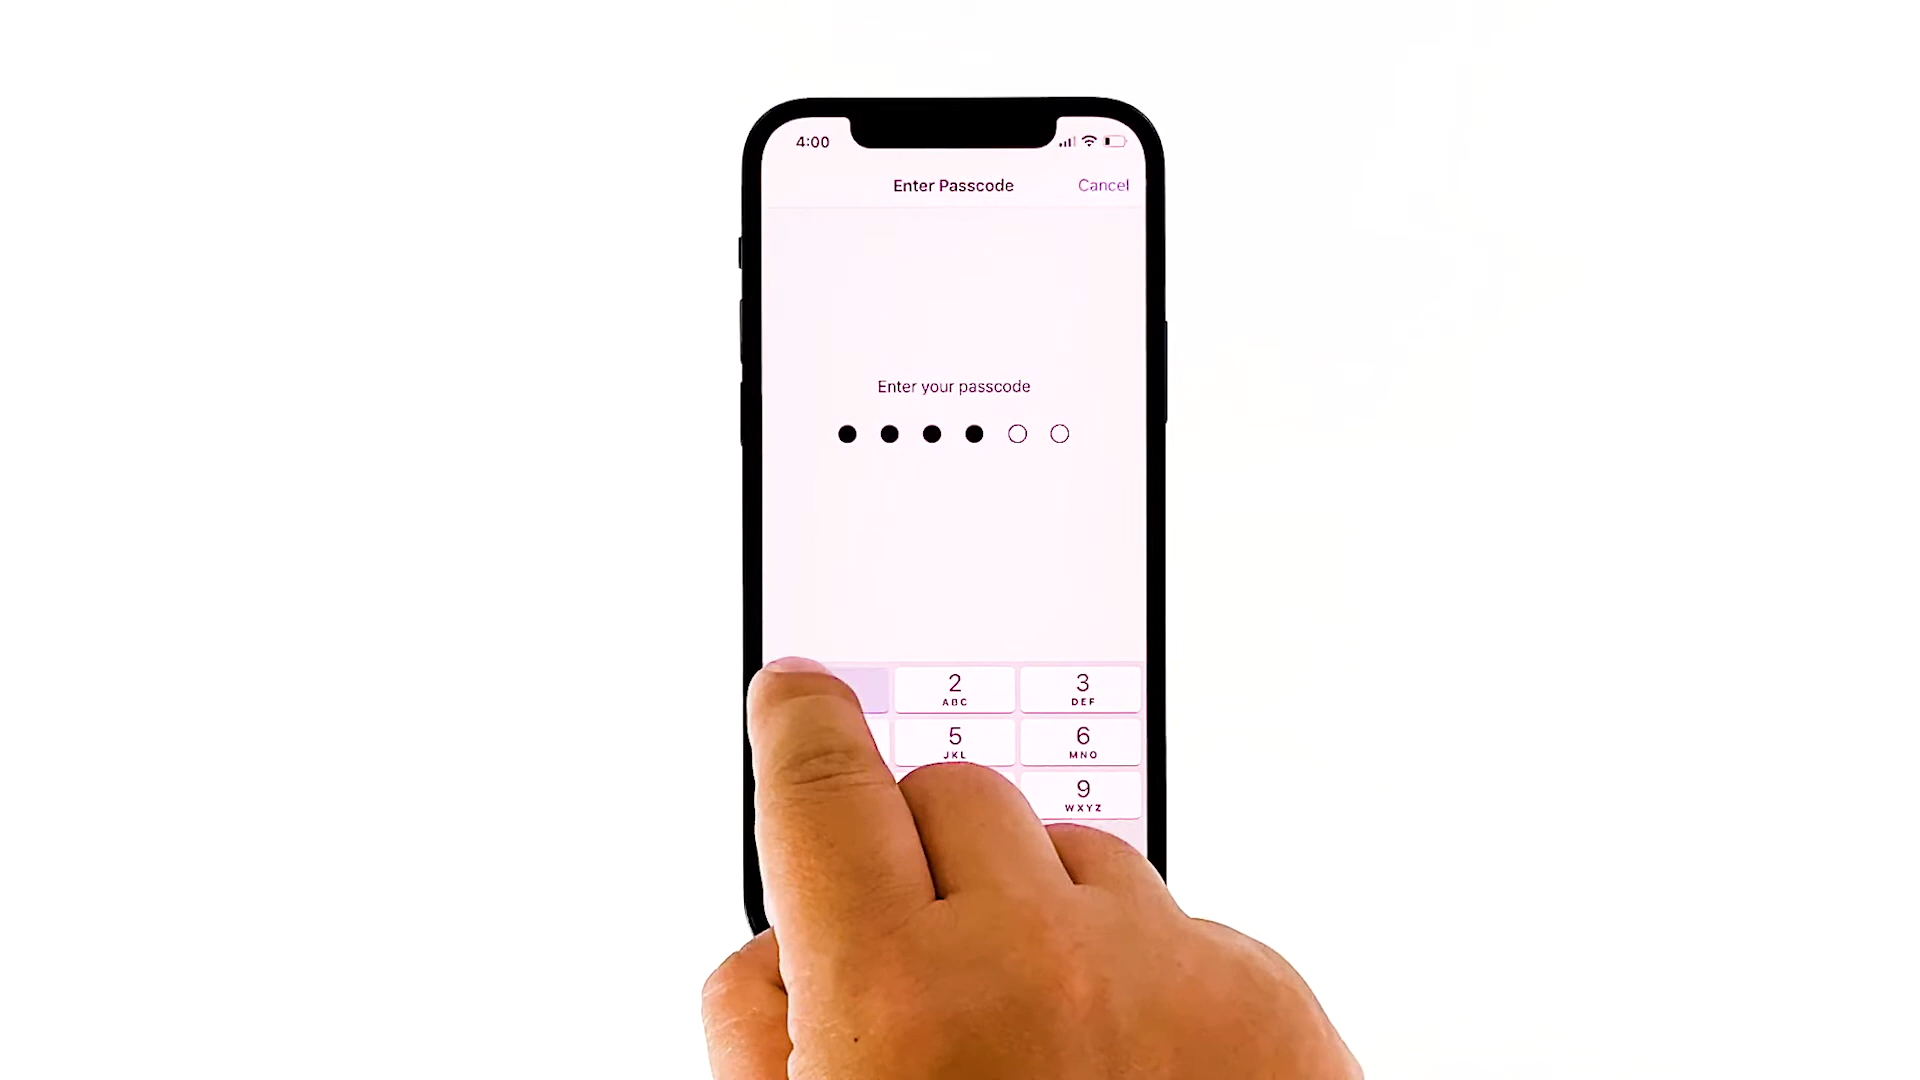 4:00
Enter Passcode Cancel
Enter your passcode
2 3
ABC DEF
5 6
JKL MNO
9
WXYZ